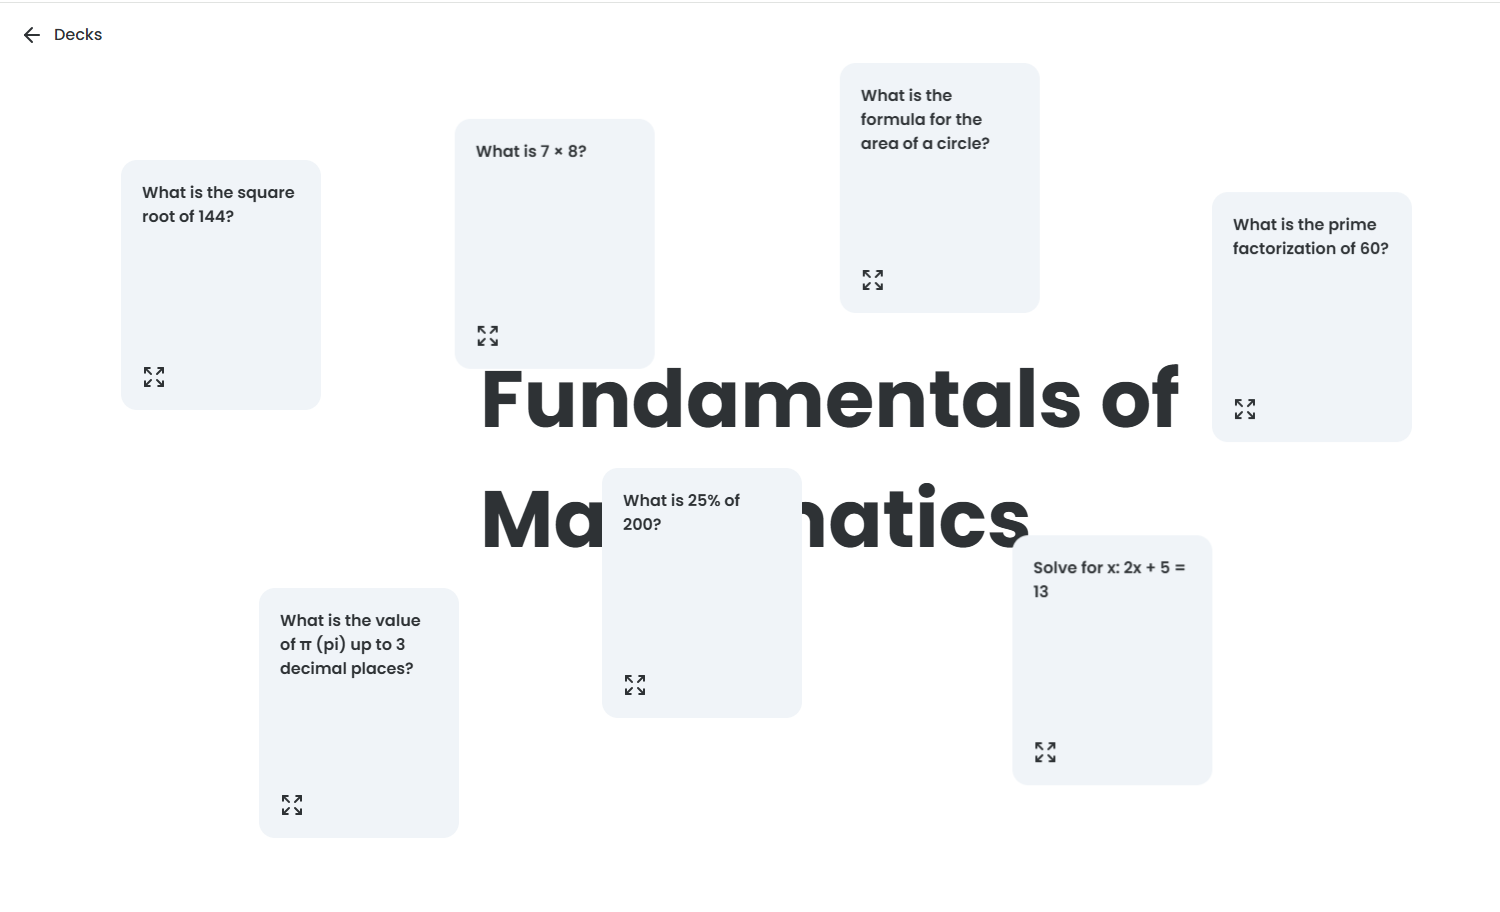 Decks
What is the
formula for the
area of a circle?
What is 7 × 8?
What is the square
root of 144?
What is the prime
factorization of 60?
Fundamentals of
Ma
natics
What is 25% of
200?
Solve for x: 2x + 5 =
13
What is the value
of π (pi) up to 3
decimal places?